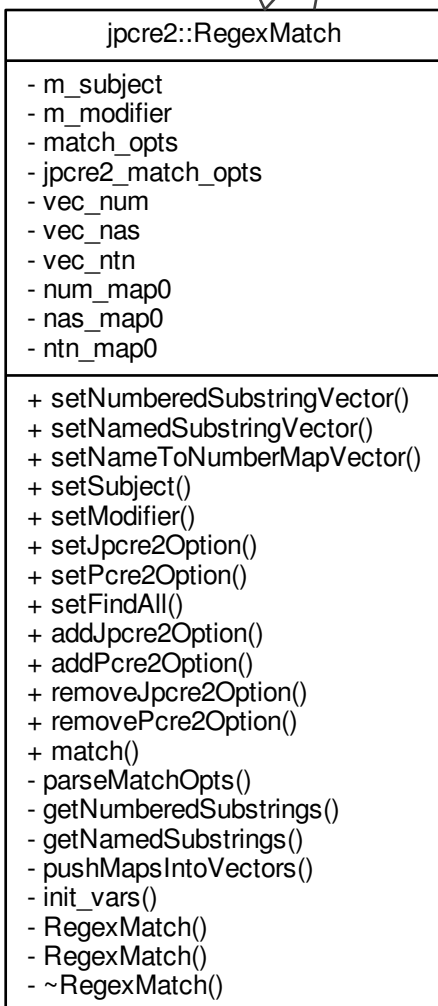 jpcre2::RegexMatch
- m_subject
- m_modifier
- match_opts
- jpcre2_match_opts
- vec_num
- vec_nas
- vec_ntn
- num_map0
- nas_map0
- ntn_map0
+ setNumberedSubstringVector()
+ setNamedSubstringVector()
+ setNameToNumberMapVector()
+ setSubject()
+ setModifier()
+ setJpcre2Option()
+ setPcre2Option()
+ setFindAll()
+ addJpcre2Option()
+ addPcre2Option()
+ removeJpcre2Option()
+ removePcre2Option()
+ match()
- parseMatchOpts()
- getNumberedSubstrings()
- getNamedSubstrings()
- pushMapsIntoVectors()
- init_vars()
- RegexMatch()
- RegexMatch()
- ~RegexMatch()